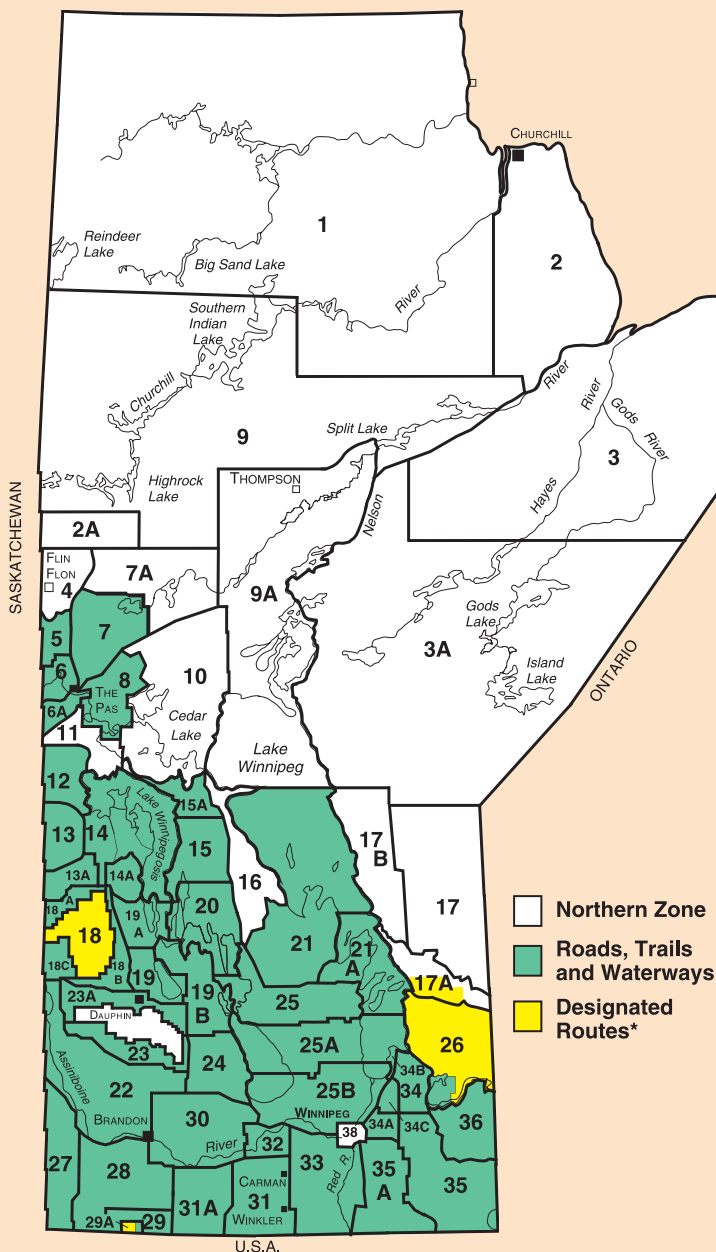 CHURCHILL
1
Reindeer
Lake
Big Sand Lake
2
River
Southern
Indian
Lake
Churchill
River
River
Gods
River
9
Split Lake
3
Highrock
Lake
THOMPSON
Hayes
Nelson
SASKATCHEWAN
2A
FLIN
FLON
4
7A
9A
Gods
Lake
3A
Island
Lake
ONTARIO
5
7
6
8
THE
PAS
10
6A
Cedar
Lake
11
Lake
Winnipeg
12
Lake Winnipegosis
15A
13
14
15
17
B
13A
14A
16
17
18
A
18
19
A
20
21
21
A
18C
18
B
19
17A
23A
19
B
25
DAUPHIN
26
23
24
25A
34B
Assiniboine
22
25B
34
BRANDON
30
WINNIPEG
36
River
38
34A
34C
27
28
32
33
Red R.
35
A
35
CARMAN
31A
31
WINKLER
29A
29
U.S.A.
Northern Zone
Roads, Trails
and Waterways
Designated
Routes*